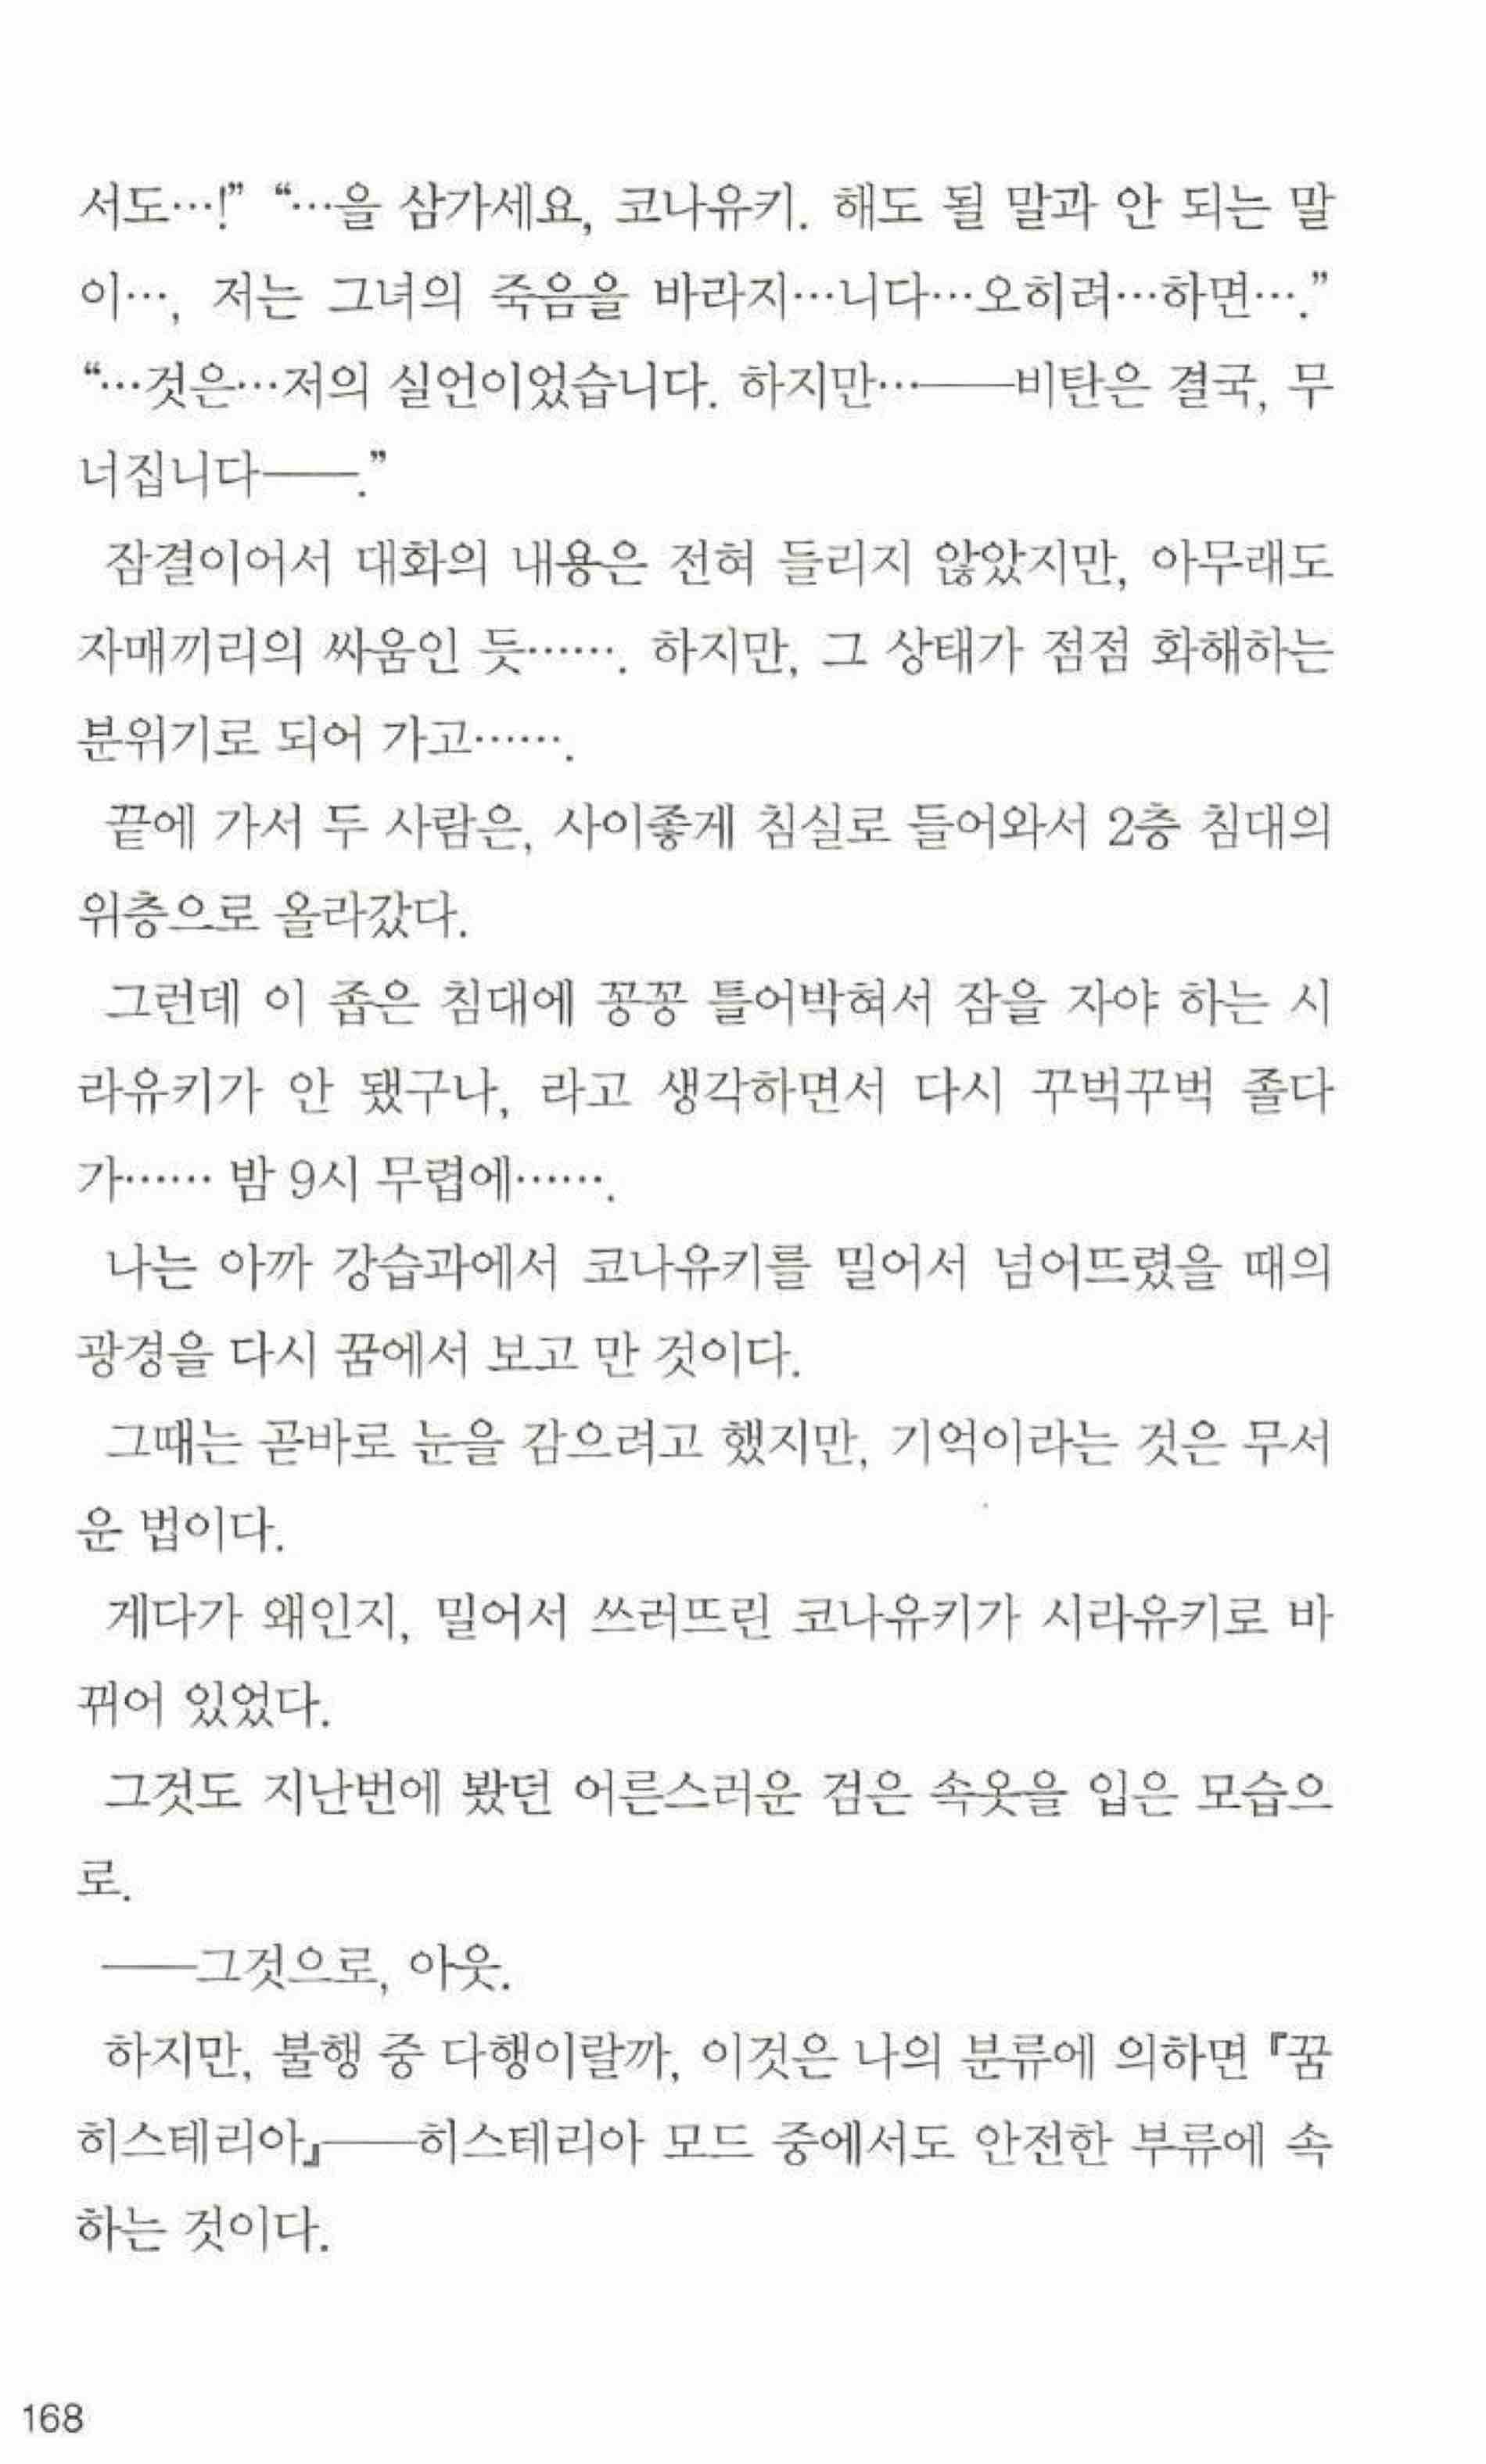 서도…!” “…을 삼가세요, 코나유키. 해도 될 말과 안 되는 말
이…, 저는 그녀의 죽음을 바라지…니다…오히려…하면….”
“…것은…저의 실언이었습니다. 하지만…――비탄은 결국, 무
너집니다――.”
잠결이어서 대화의 내용은 전혀 들리지 않았지만, 아무래도
자매끼리의 싸움인 듯……. 하지만, 그 상태가 점점 화해하는
분위기로 되어 가고…….
끝에 가서 두 사람은, 사이좋게 침실로 들어와서 2층 침대의
위층으로 올라갔다.
그런데 이 좁은 침대에 꽁꽁 틀어박혀서 잠을 자야 하는 시
라유키가 안 됐구나, 라고 생각하면서 다시 꾸벅꾸벅 졸다
가…… 밤 9시 무렵에…….
나는 아까 강습과에서 코나유키를 밀어서 넘어뜨렸을 때의
광경을 다시 꿈에서 보고 만 것이다.
그때는 곧바로 눈을 감으려고 했지만, 기억이라는 것은 무서
운 법이다.
게다가 왜인지, 밀어서 쓰러뜨린 코나유키가 시라유키로 바
뀌어 있었다.
그것도 지난번에 봤던 어른스러운 검은 속옷을 입은 모습으
로.
――그것으로, 아웃.
하지만, 불행 중 다행이랄까, 이것은 나의 분류에 의하면 『꿈
히스테리아』――히스테리아 모드 중에서도 안전한 부류에 속
하는 것이다.
168